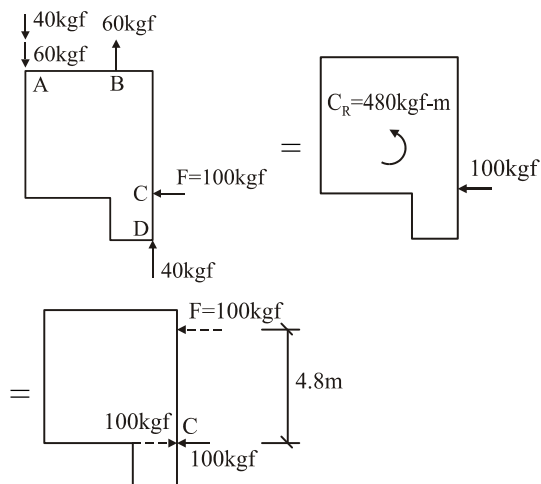 40kgf
60kgf
60kgf
A
B
C
F=100kgf
D
40kgf
=
C_R=480kgf-m
100kgf
=
F=100kgf
4.8m
100kgf
C
100kgf